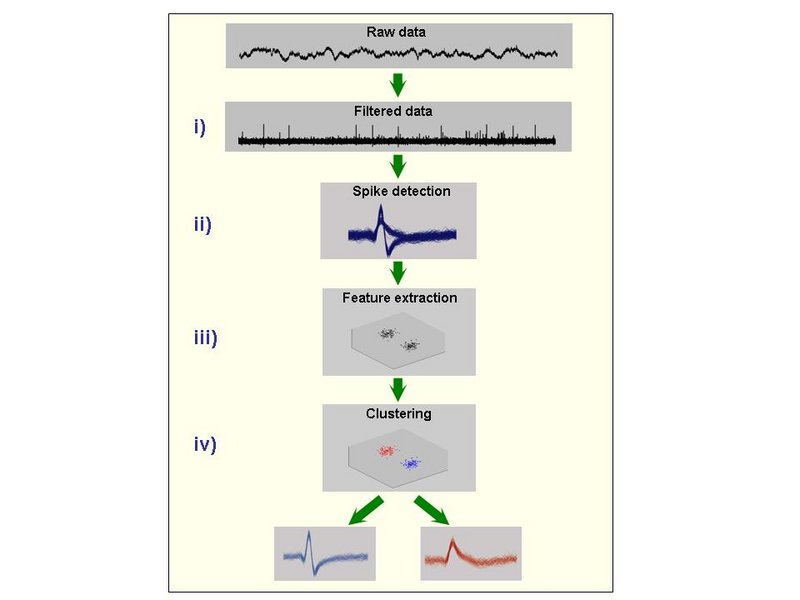 Raw data
i)
Filtered data
ii)
Spike detection
iii)
Feature extraction
iv)
Clustering